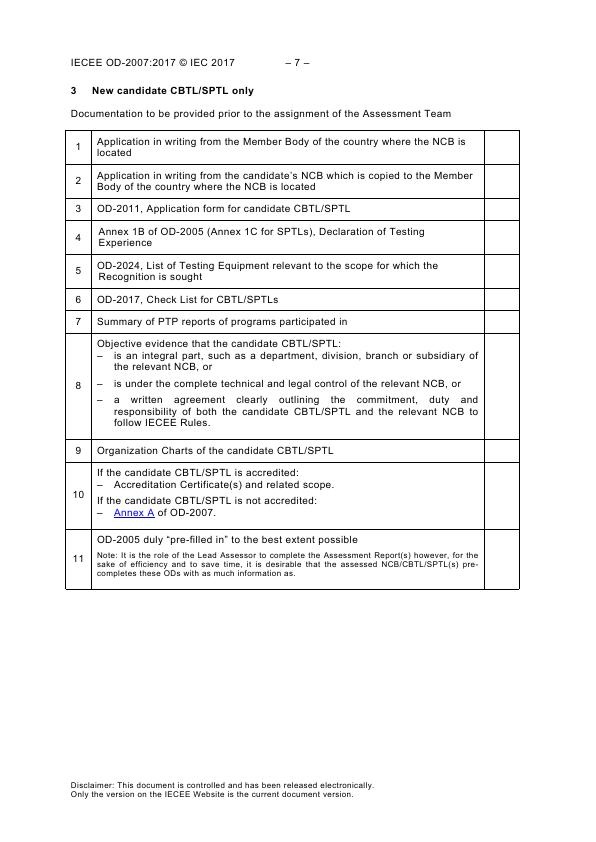 IECEE OD-2007:2017 © IEC 2017 – 7 –
3 New candidate CBTL/SPTL only
Documentation to be provided prior to the assignment of the Assessment Team
1 Application in writing from the Member Body of the country where the NCB is
located
2 Application in writing from the candidate's NCB which is copied to the Member
Body of the country where the NCB is located
3 OD-2011, Application form for candidate CBTL/SPTL
4 Annex 1B of OD-2005 (Annex 1C for SPTLs), Declaration of Testing
Experience
5 OD-2024, List of Testing Equipment relevant to the scope for which the
Recognition is sought
6 OD-2017, Check List for CBTL/SPTLs
7 Summary of PTP reports of programs participated in
8 Objective evidence that the candidate CBTL/SPTL:
– is an integral part, such as a department, division, branch or subsidiary of
the relevant NCB, or
– is under the complete technical and legal control of the relevant NCB, or
– a written agreement clearly outlining the commitment, duty and
responsibility of both the candidate CBTL/SPTL and the relevant NCB to
follow IECEE Rules.
9 Organization Charts of the candidate CBTL/SPTL
10 If the candidate CBTL/SPTL is accredited:
– Accreditation Certificate(s) and related scope.
If the candidate CBTL/SPTL is not accredited:
– Annex A of OD-2007.
11 OD-2005 duly “pre-filled in” to the best extent possible
Note: It is the role of the Lead Assessor to complete the Assessment Report(s) however, for the
sake of efficiency and to save time, it is desirable that the assessed NCB/CBTL/SPTL(s) pre-
completes these ODs with as much information as.
Disclaimer: This document is controlled and has been released electronically.
Only the version on the IECEE Website is the current document version.